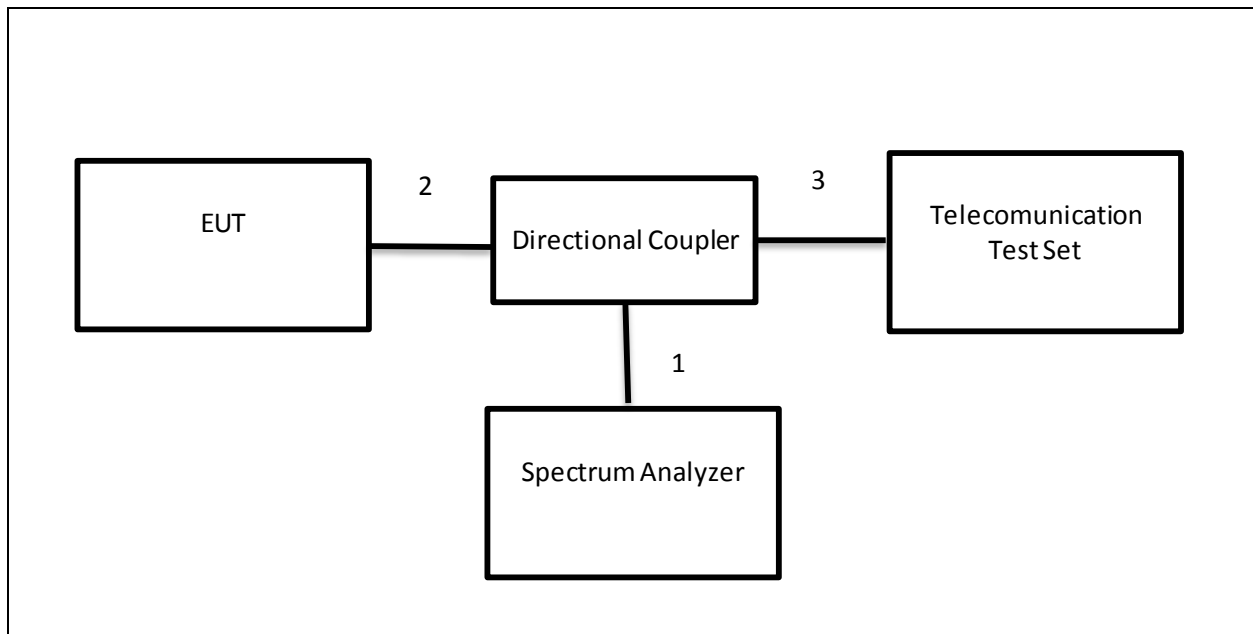 2
3
EUT
Directional Coupler
Telecomunication
Test Set
1
Spectrum Analyzer